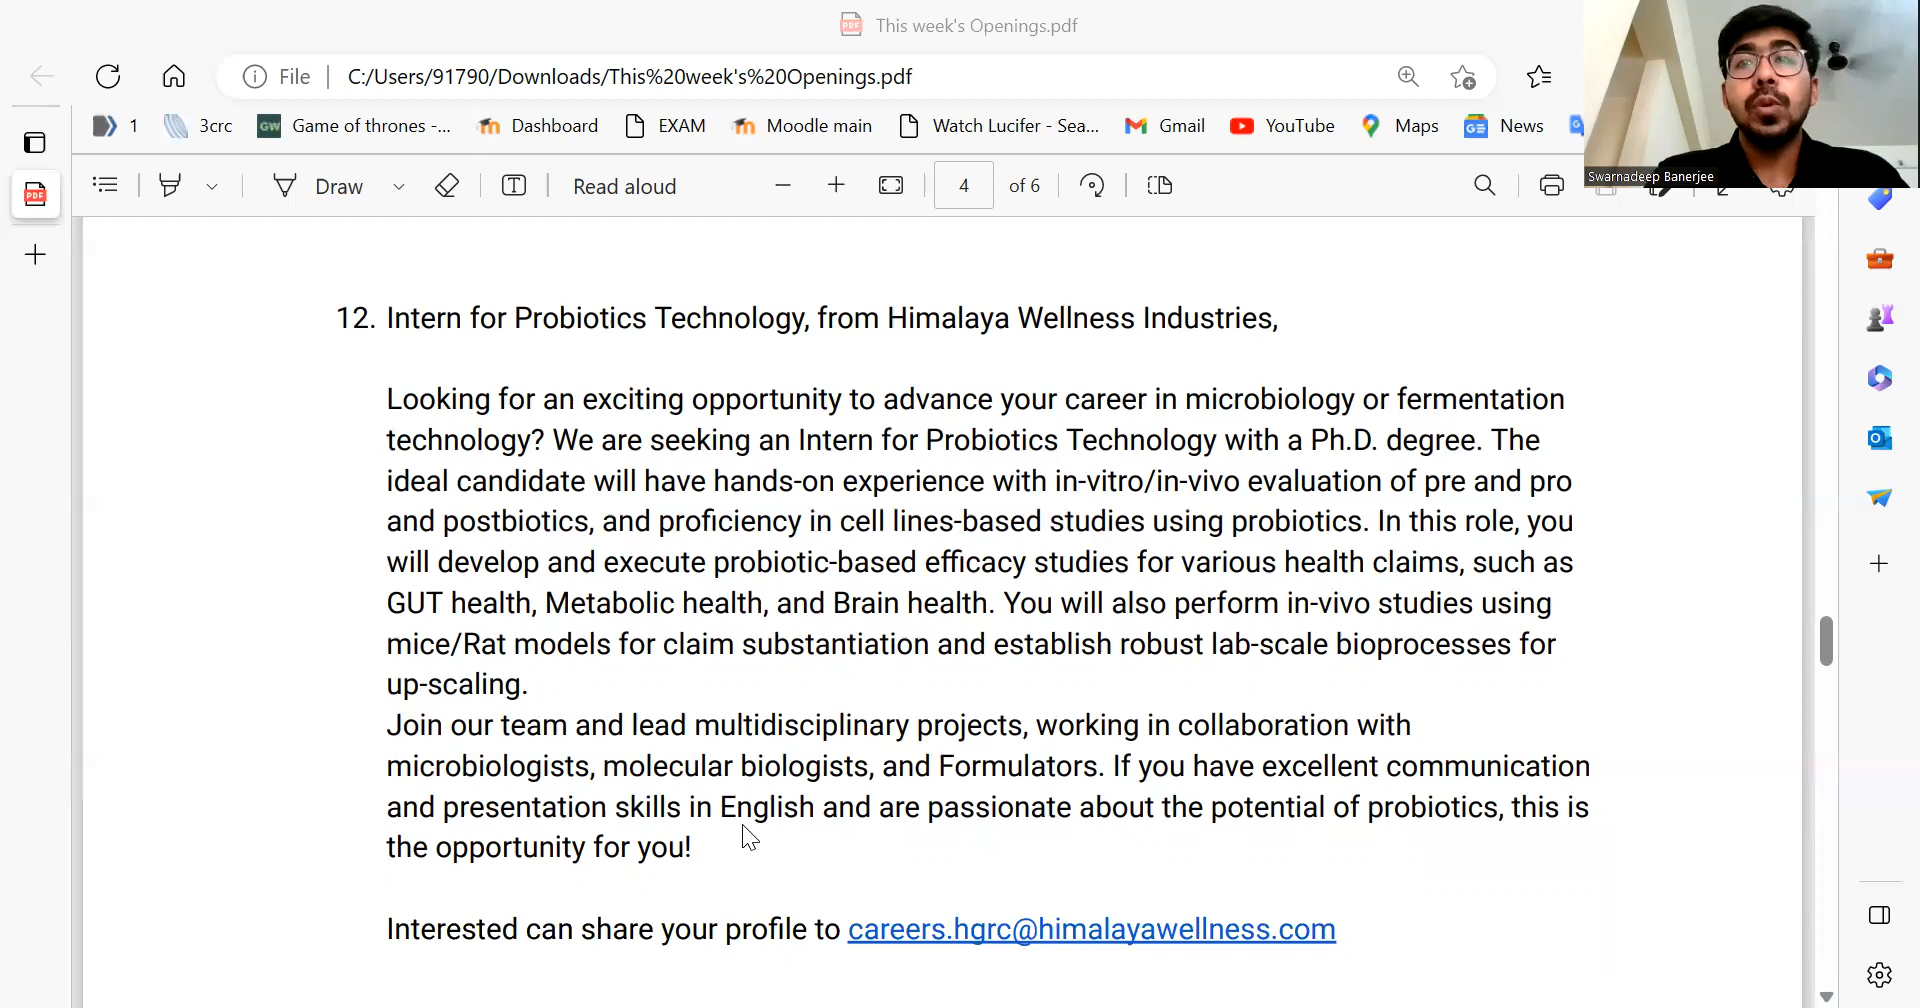 This week's Openings.pdf
File
C:/Users/91790/Downloads/This%20week's%20Openings.pdf
1
3crc
GW
Game of thrones -...
Dashboard
EXAM
Moodle main
Watch Lucifer - Sea...
Gmail
YouTube
Maps
News
Swarnadeep Banerjee
Draw
Read aloud
4
of 6
12. Intern for Probiotics Technology, from Himalaya Wellness Industries,
Looking for an exciting opportunity to advance your career in microbiology or fermentation
technology? We are seeking an Intern for Probiotics Technology with a Ph.D. degree. The
ideal candidate will have hands-on experience with in-vitro/in-vivo evaluation of pre and pro
and postbiotics, and proficiency in cell lines-based studies using probiotics. In this role, you
will develop and execute probiotic-based efficacy studies for various health claims, such as
GUT health, Metabolic health, and Brain health. You will also perform in-vivo studies using
mice/Rat models for claim substantiation and establish robust lab-scale bioprocesses for
up-scaling.
Join our team and lead multidisciplinary projects, working in collaboration with
microbiologists, molecular biologists, and Formulators. If you have excellent communication
and presentation skills in English and are passionate about the potential of probiotics, this is
the opportunity for you!
Interested can share your profile to careers.hgrc@himalayawellness.com